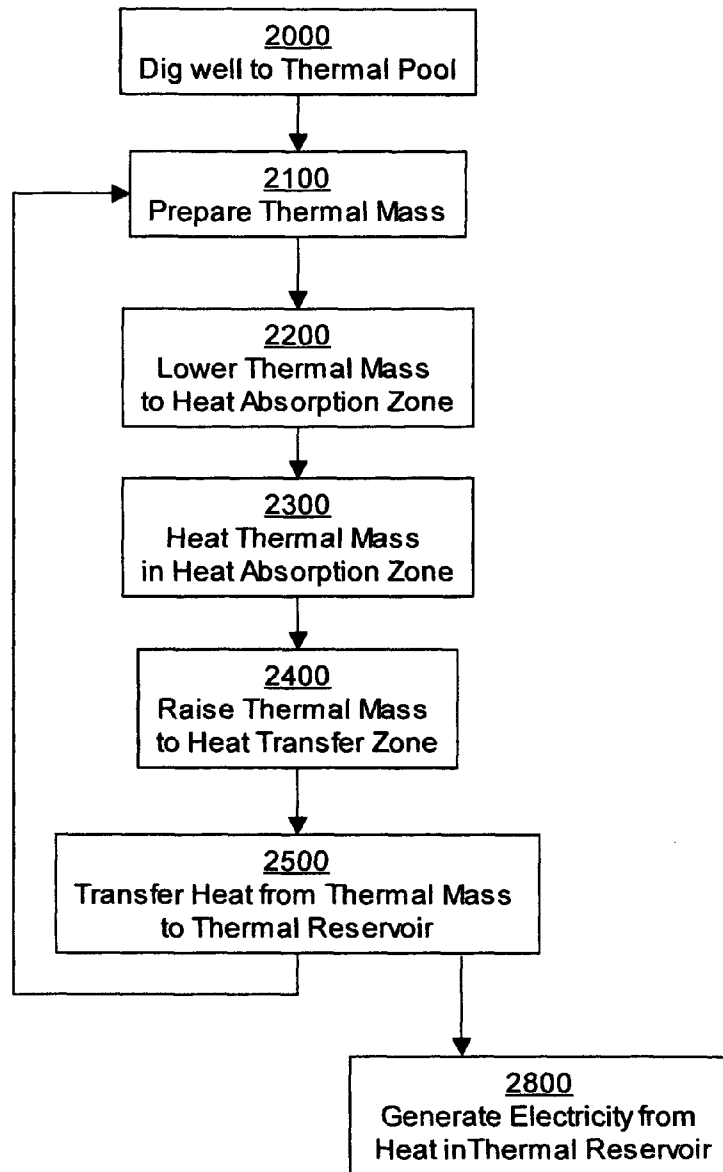 2000
Dig well to Thermal Pool
2100
Prepare Thermal Mass
2200
Lower Thermal Mass
to Heat Absorption Zone
2300
Heat Thermal Mass
in Heat Absorption Zone
2400
Raise Thermal Mass
to Heat Transfer Zone
2500
Transfer Heat from Thermal Mass
to Thermal Reservoir
2800
Generate Electricity from
Heat in Thermal Reservoir